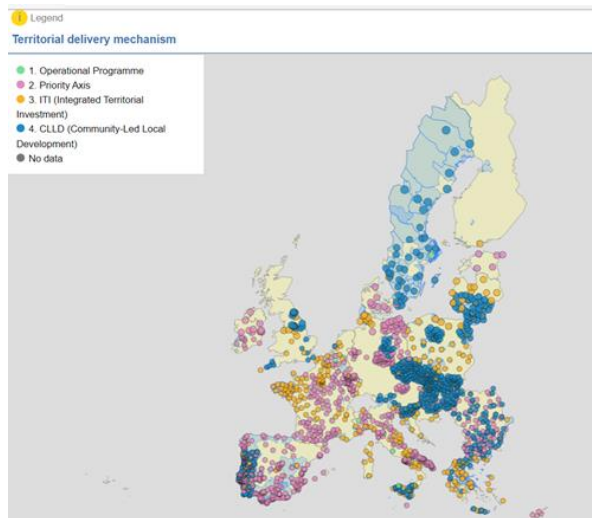 Legend
Territorial delivery mechanism
1. Operational Programme
2. Priority Axis
3. ITI (Integrated Territorial
Investment)
4. CLLD (Community-Led Local
Development)
No data